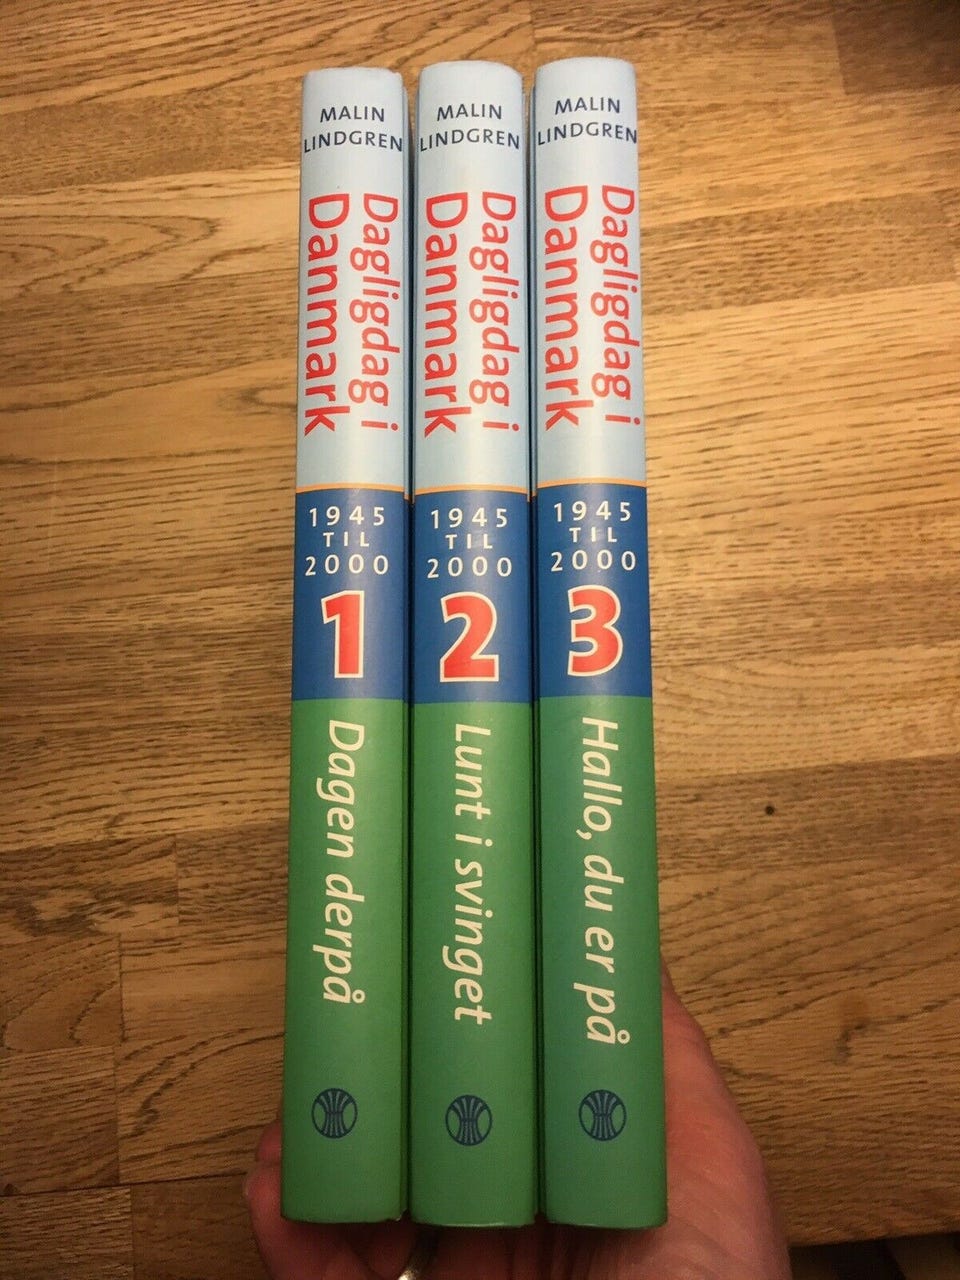 MALIN
LINDGREN
Dagligdag i
Danmark
1945
TIL
2000
1
Dagen derpå
MALIN
LINDGREN
Dagligdag i
Danmark
1945
TIL
2000
2
Lunt i svinget
MALIN
LINDGREN
Dagligdag i
Danmark
1945
TIL
2000
3
Hallo, du er på